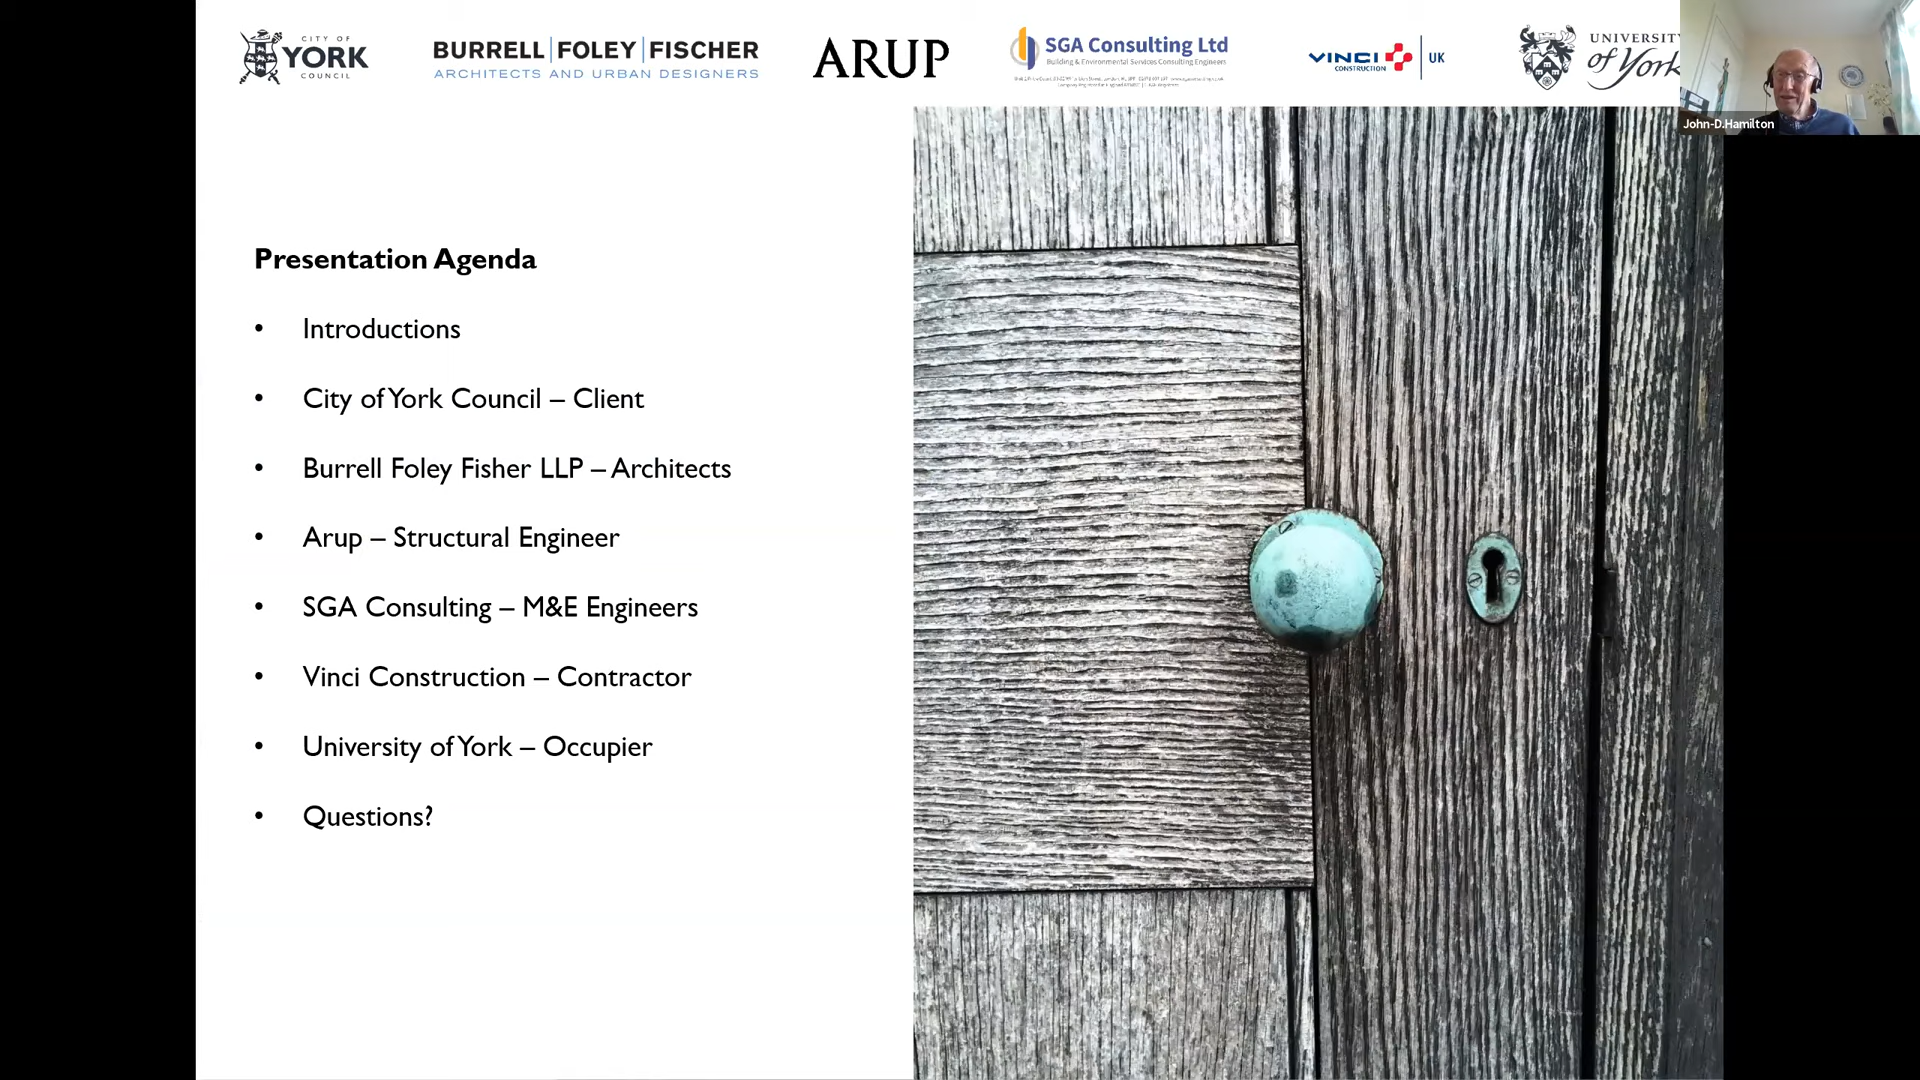 CITY OF
YORK
COUNCIL
BURRELL|FOLEY|FISCHER
ARCHITECTS AND URBAN DESIGNERS
ARUP
SGA Consulting Ltd
Building & Environmental Services Consulting Engineers
VINCI
CONSTRUCTION
UK
UNIVERSITY
of York
John-D.Hamilton
Presentation Agenda
• Introductions
• City of York Council – Client
• Burrell Foley Fisher LLP – Architects
• Arup – Structural Engineer
• SGA Consulting – M&E Engineers
• Vinci Construction – Contractor
• University of York – Occupier
• Questions?